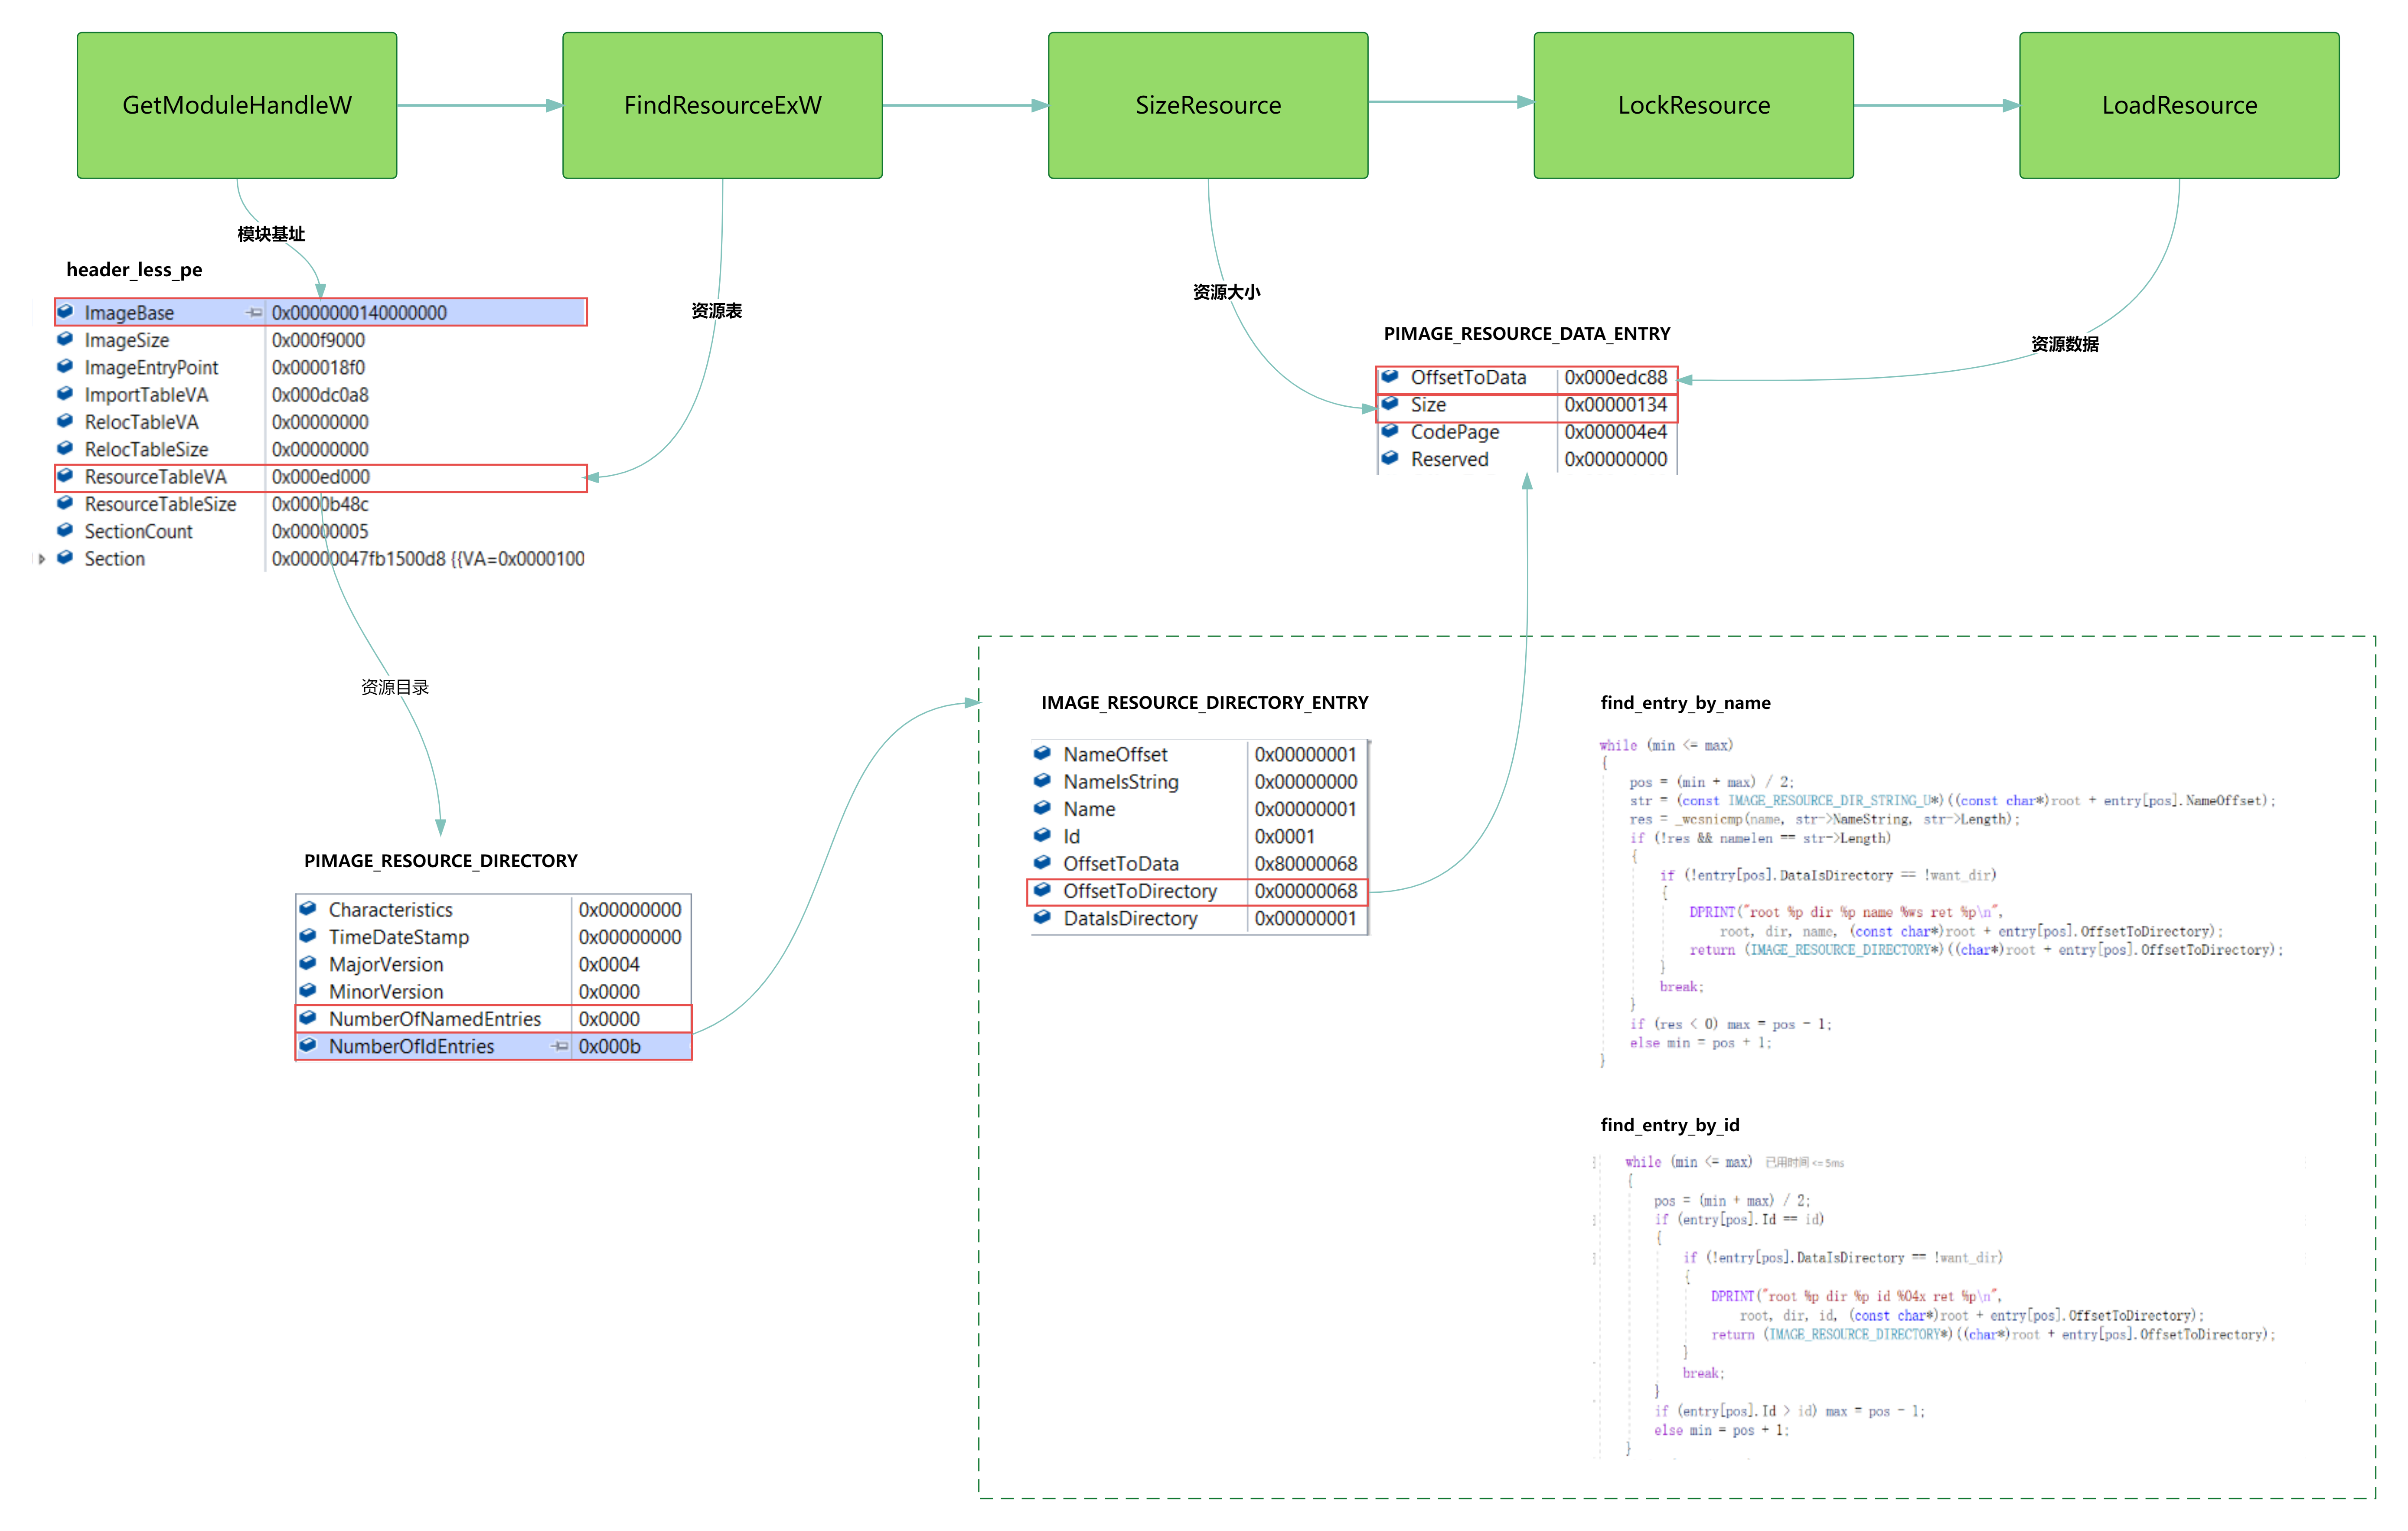 GetModuleHandleW
FindResourceExW
SizeResource
LockResource
LoadResource
模块基址
资源表
资源大小
资源数据
header_less_pe
ImageBase 0x0000000140000000
ImageSize 0x000f9000
ImageEntryPoint 0x000018f0
ImportTableVA 0x000dc0a8
RelocTableVA 0x00000000
RelocTableSize 0x00000000
ResourceTableVA 0x000ed000
ResourceTableSize 0x0000b48c
SectionCount 0x00000005
Section 0x00000047fb1500d8 {{VA=0x0000100
PIMAGE_RESOURCE_DATA_ENTRY
OffsetToData 0x000edc88
Size 0x00000134
CodePage 0x000004e4
Reserved 0x00000000
资源目录
PIMAGE_RESOURCE_DIRECTORY
Characteristics 0x00000000
TimeDateStamp 0x00000000
MajorVersion 0x0004
MinorVersion 0x0000
NumberOfNamedEntries 0x0000
NumberOfIdEntries 0x000b
IMAGE_RESOURCE_DIRECTORY_ENTRY
NameOffset 0x00000001
NameIsString 0x00000000
Name 0x00000001
Id 0x0001
OffsetToData 0x80000068
OffsetToDirectory 0x00000068
DataIsDirectory 0x00000001
find_entry_by_name
while (min <= max)
{
pos = (min + max) / 2;
str = (const IMAGE_RESOURCE_DIR_STRING_U*)((const char*)root + entry[pos].NameOffset);
res = _wcsnicmp(name, str->NameString, str->Length);
if (!res && namelen == str->Length)
{
if (!entry[pos].DataIsDirectory == !want_dir)
{
DPRINT("root %p dir %p name %ws ret %p\n",
root, dir, name, (const char*)root + entry[pos].OffsetToDirectory);
return (IMAGE_RESOURCE_DIRECTORY*)((char*)root + entry[pos].OffsetToDirectory);
}
break;
}
if (res < 0) max = pos - 1;
else min = pos + 1;
}
find_entry_by_id
while (min <= max) 已用时间 <= 5ms
{
pos = (min + max) / 2;
if (entry[pos].Id == id)
{
if (!entry[pos].DataIsDirectory == !want_dir)
{
DPRINT("root %p dir %p id %04x ret %p\n",
root, dir, id, (const char*)root + entry[pos].OffsetToDirectory);
return (IMAGE_RESOURCE_DIRECTORY*)((char*)root + entry[pos].OffsetToDirectory);
}
break;
}
if (entry[pos].Id > id) max = pos - 1;
else min = pos + 1;
}